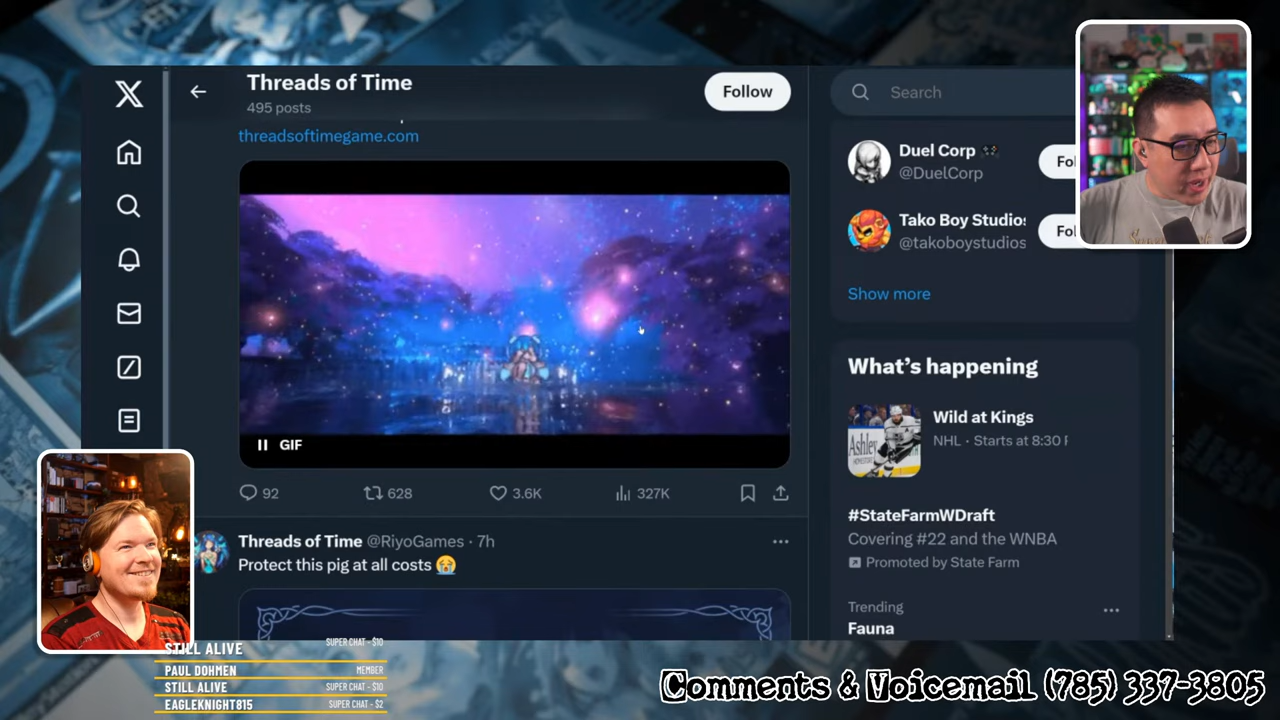 Threads of Time
495 posts
Follow
threadsoftimegame.com
GIF
92
628
3.6K
327K
Threads of Time @RiyoGames · 7h
Protect this pig at all costs 😭
Search
Duel Corp
@DuelCorp
Tako Boy Studios
@takoboystudios
Show more
What's happening
Wild at Kings
NHL · Starts at 8:30
Ashley
#StateFarmWDraft
Covering #22 and the WNBA
Promoted by State Farm
Trending
Fauna
STILL ALIVE SUPER CHAT - $10
PAUL DOHMEN MEMBER
STILL ALIVE SUPER CHAT - $10
EAGLEKNIGHT815 SUPER CHAT - $2
Comments & Voicemail (785) 337-3805